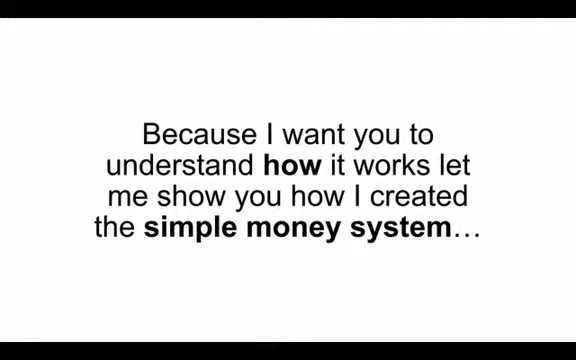 Because I want you to
understand how it works let
me show you how I created
the simple money system…